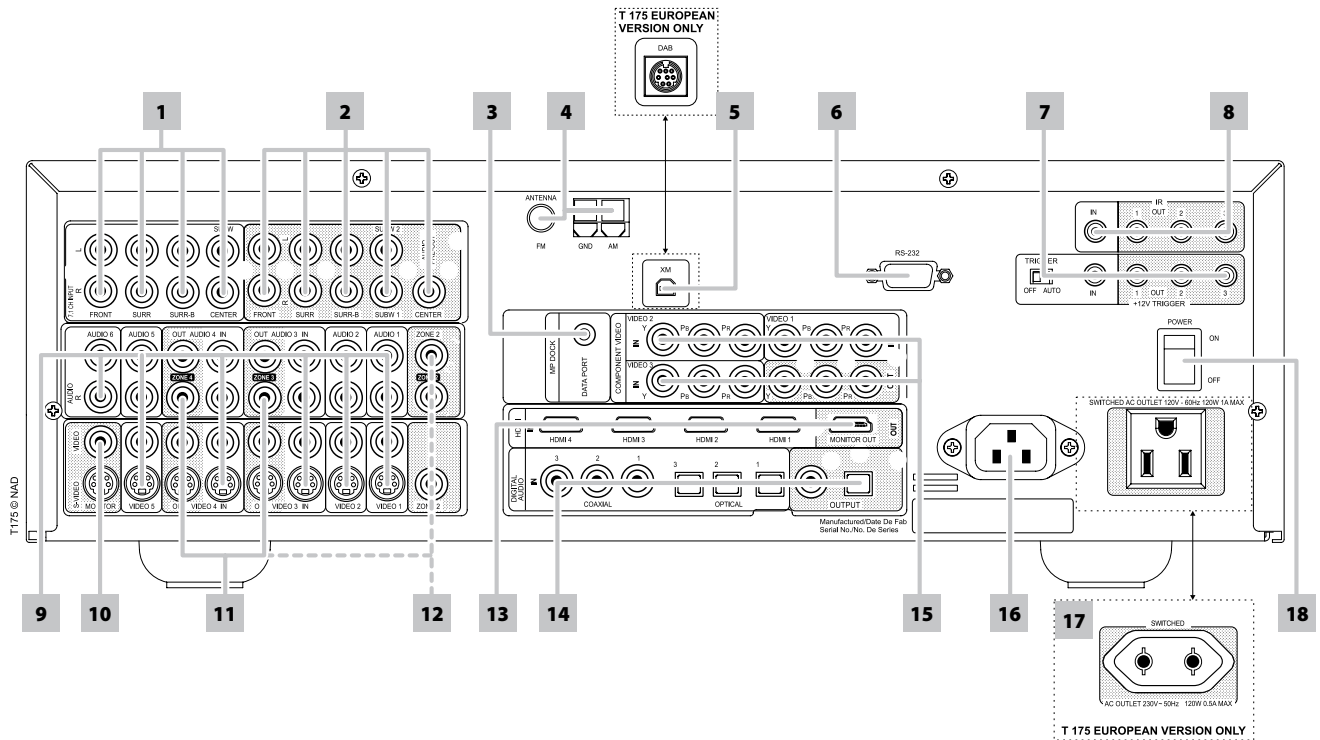 T 175 EUROPEAN
VERSION ONLY
DAB
1
2
3
4
5
6
7
8
ANTENNA
FM
GND
AM
XM
RS-232
IR
IN
1
OUT
2
TRIGGER
OFF AUTO
IN
1
OUT
2
3
+12V TRIGGER
POWER
ON
OFF
L
R
7.1 CH INPUT
FRONT
SURR
SURR-B
CENTER
L
SUBW 2
R
FRONT
SURR
SURR-B
SUBW 1
CENTER
AUDIO 6
AUDIO 5
OUT AUDIO 4 IN
OUT AUDIO 3 IN
AUDIO 2
AUDIO 1
ZONE 2
ZONE 4
ZONE 3
AUDIO
R
VIDEO
S-VIDEO
MONITOR
VIDEO 5
VIDEO 4 IN
VIDEO 3 IN
VIDEO 2
VIDEO 1
MP DOCK
DATA PORT
COMPONENT VIDEO
VIDEO 2
VIDEO 1
IN
Y
PB
PR
Y
PB
PR
VIDEO 3
IN
Y
PB
PR
Y
PB
PR
IN
HDMI 4
HDMI 3
HDMI 2
HDMI 1
MONITOR OUT
OUT
DIGITAL
AUDIO
IN
3
2
1
COAXIAL
3
2
1
OPTICAL
OUTPUT
Manufactured/Date De Fab
Serial No./No. De Series
SWITCHED AC OUTLET 120V - 60Hz 120W 1A MAX
T175 © NAD
9
10
11
12
13
14
15
16
17
18
SWITCHED
AC OUTLET 230V~ 50Hz 120W 0.5A MAX
T 175 EUROPEAN VERSION ONLY